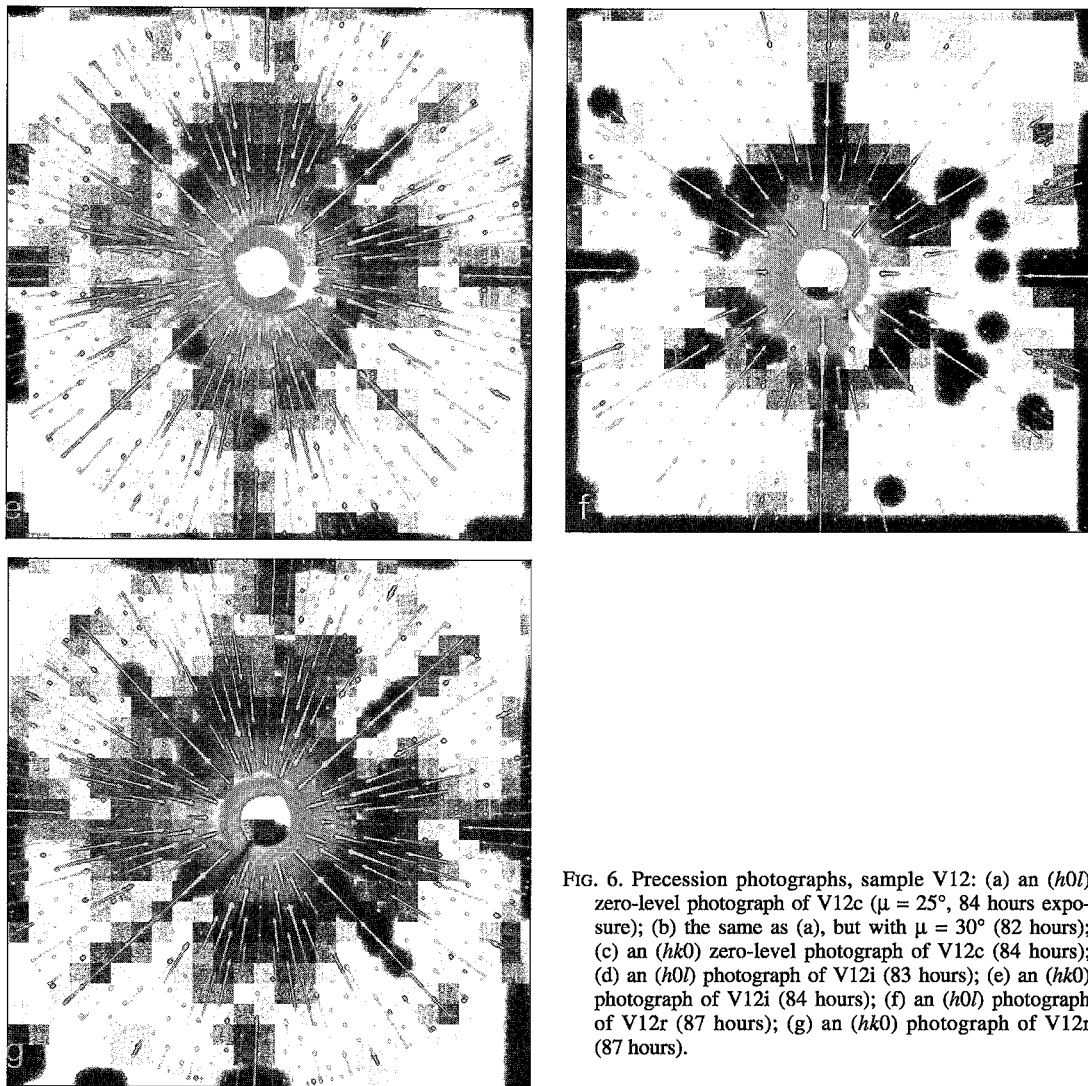 e
f
g
FIG. 6. Precession photographs, sample V12: (a) an (h0l)
zero-level photograph of V12c (μ = 25°, 84 hours expo-
sure); (b) the same as (a), but with μ = 30° (82 hours);
(c) an (hk0) zero-level photograph of V12c (84 hours);
(d) an (h0l) photograph of V12i (83 hours); (e) an (hk0)
photograph of V12i (84 hours); (f) an (h0l) photograph
of V12r (87 hours); (g) an (hk0) photograph of V12r
(87 hours).